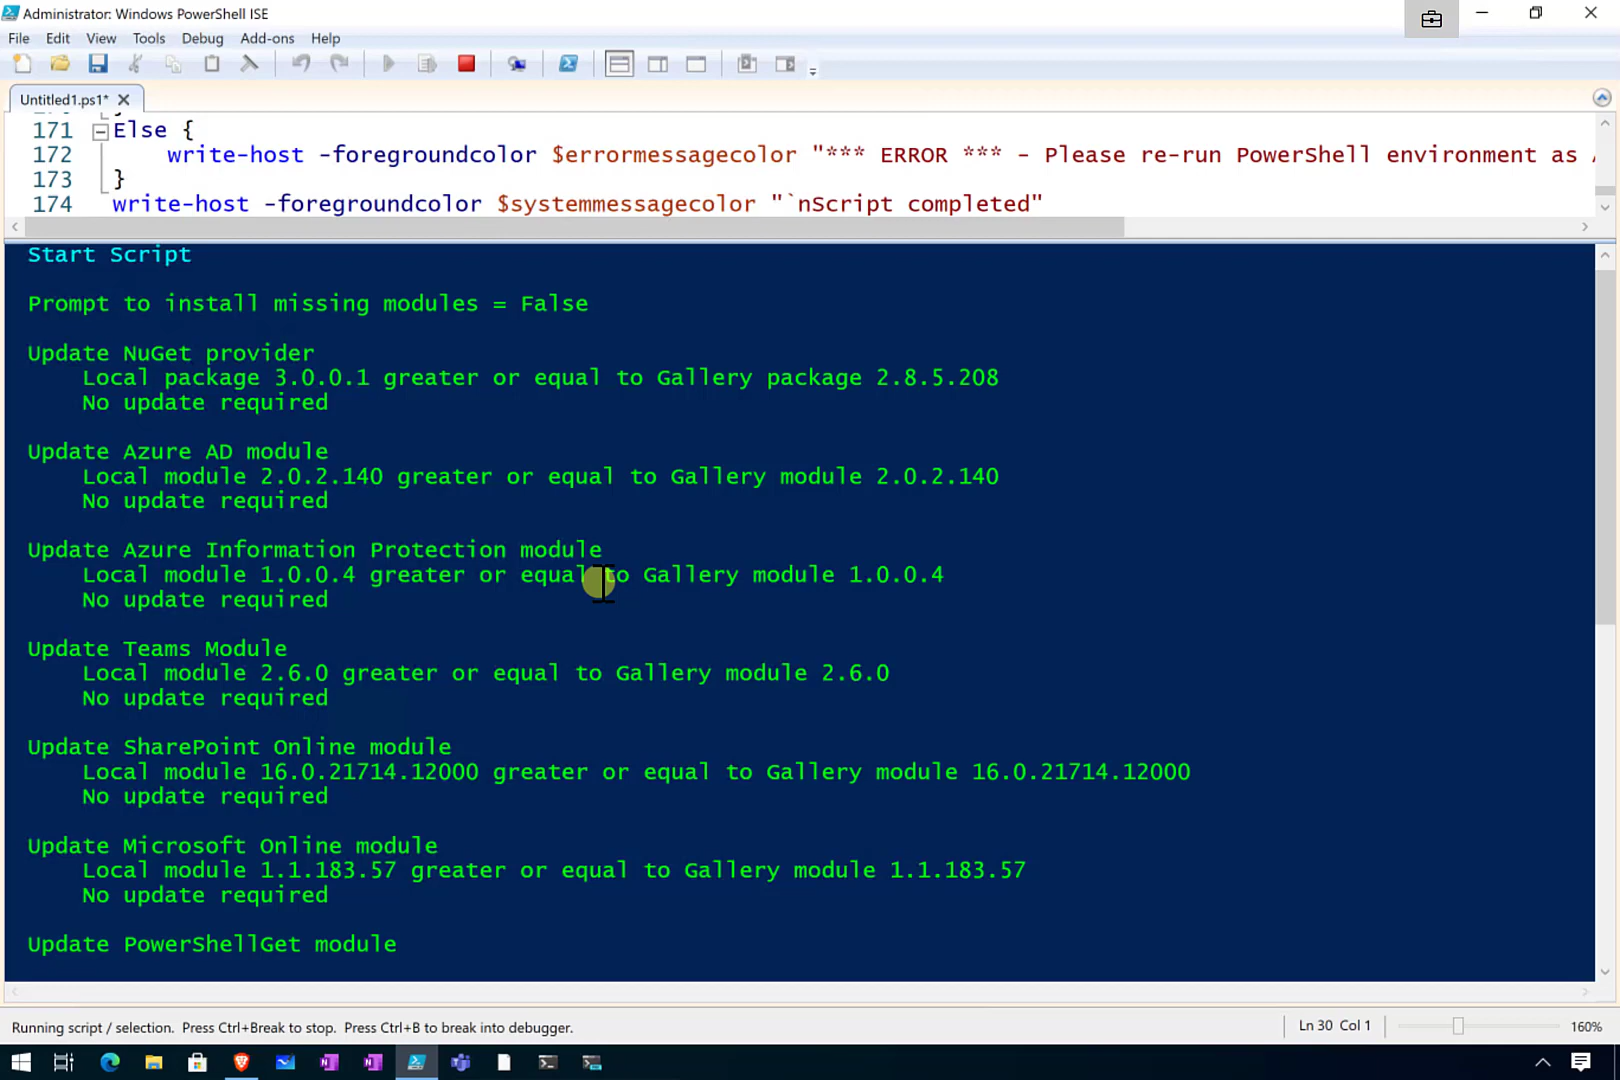 Administrator: Windows PowerShell ISE
File Edit View Tools Debug Add-ons Help
Untitled1.ps1*
171 Else {
172 write-host -foregroundcolor $errormessagecolor "*** ERROR *** - Please re-run PowerShell environment as
173 }
174 write-host -foregroundcolor $systemmessagecolor "`nScript completed"
Start Script
Prompt to install missing modules = False
Update NuGet provider
Local package 3.0.0.1 greater or equal to Gallery package 2.8.5.208
No update required
Update Azure AD module
Local module 2.0.2.140 greater or equal to Gallery module 2.0.2.140
No update required
Update Azure Information Protection module
Local module 1.0.0.4 greater or equal to Gallery module 1.0.0.4
No update required
Update Teams Module
Local module 2.6.0 greater or equal to Gallery module 2.6.0
No update required
Update SharePoint Online module
Local module 16.0.21714.12000 greater or equal to Gallery module 16.0.21714.12000
No update required
Update Microsoft Online module
Local module 1.1.183.57 greater or equal to Gallery module 1.1.183.57
No update required
Update PowerShellGet module
Running script / selection. Press Ctrl+Break to stop. Press Ctrl+B to break into debugger.
Ln 30 Col 1
160%